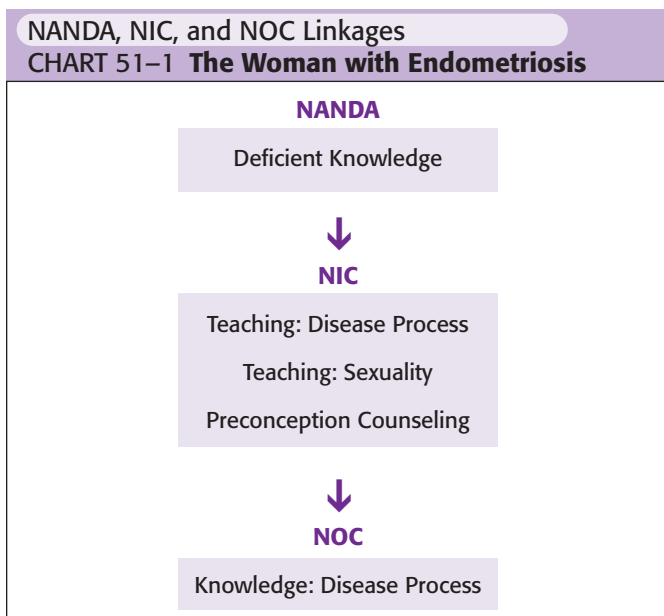 NANDA, NIC, and NOC Linkages
CHART 51–1 The Woman with Endometriosis
NANDA
Deficient Knowledge
NIC
Teaching: Disease Process
Teaching: Sexuality
Preconception Counseling
NOC
Knowledge: Disease Process